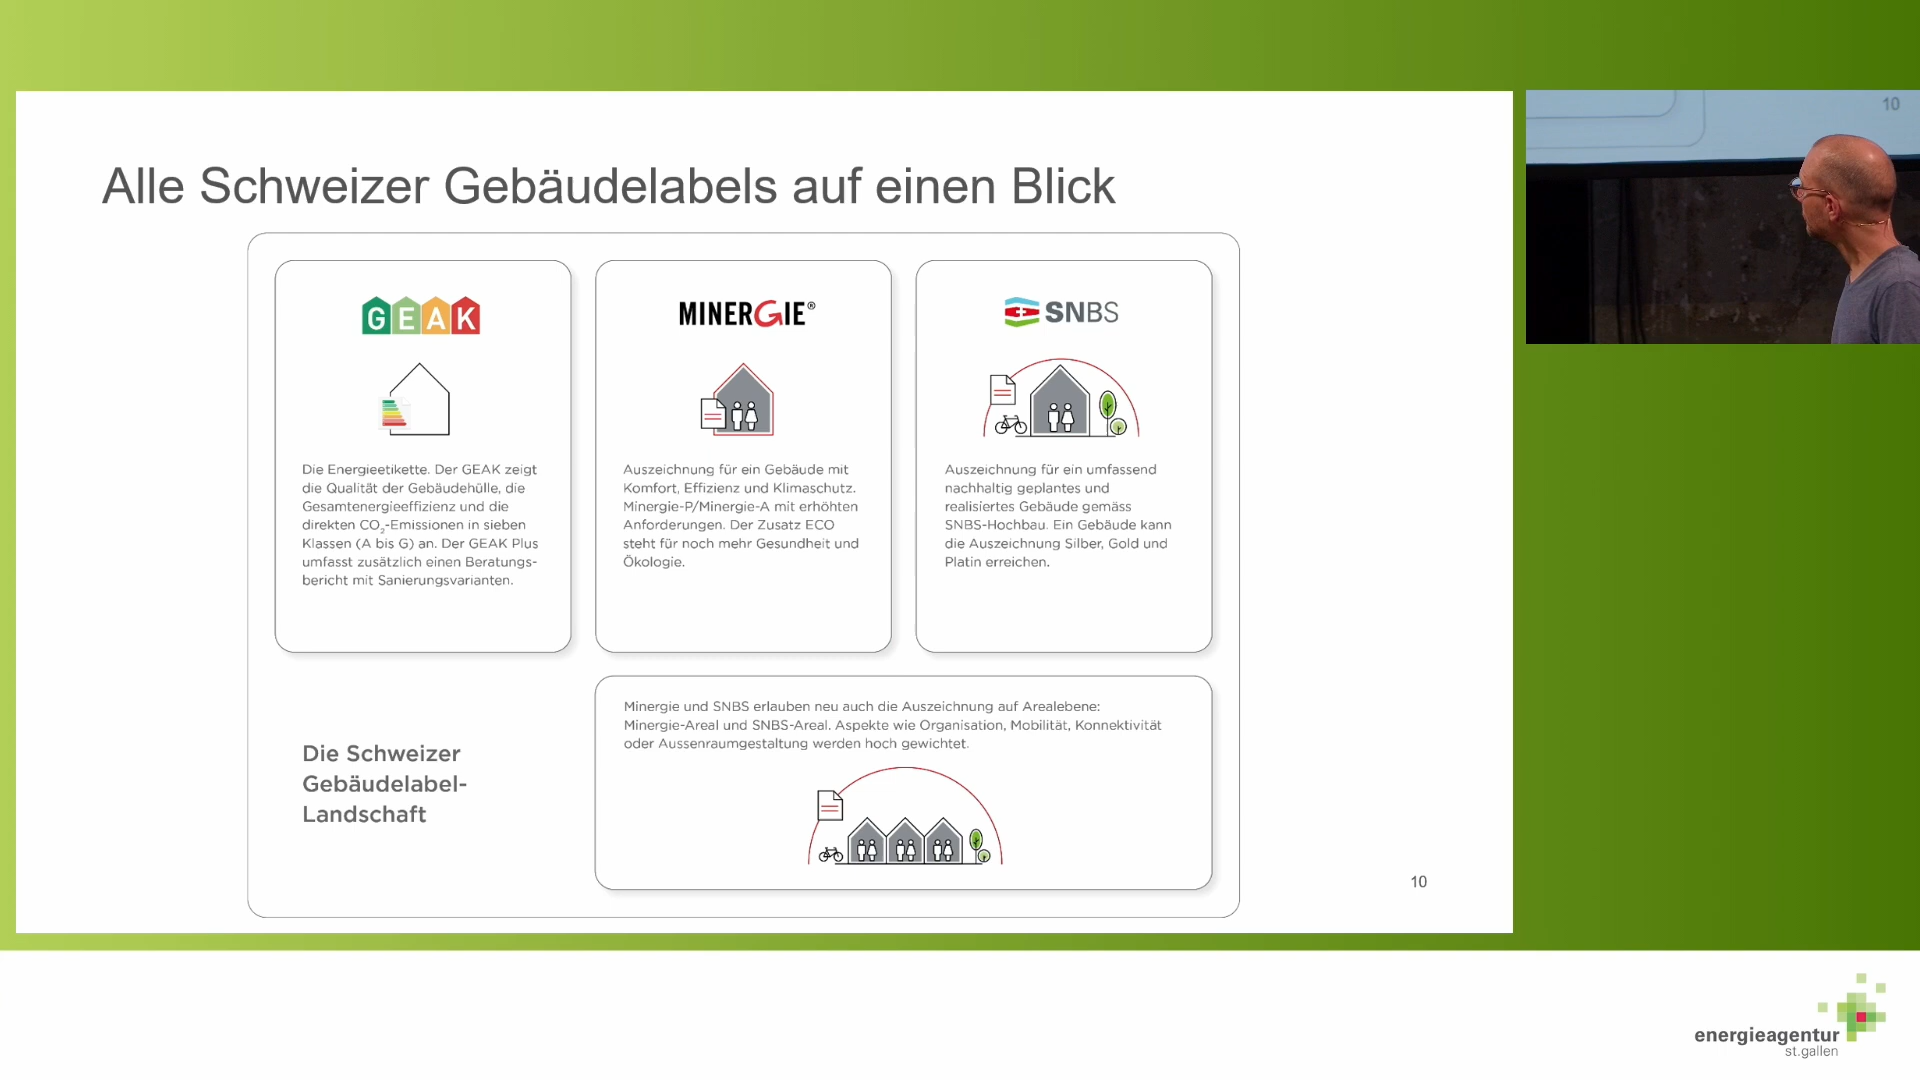 Alle Schweizer Gebäudelabels auf einen Blick
GEAK
Die Energieetikette. Der GEAK zeigt
die Qualität der Gebäudehülle, die
Gesamtenergieeffizienz und die
direkten CO₂-Emissionen in sieben
Klassen (A bis G) an. Der GEAK Plus
umfasst zusätzlich einen Beratungs-
bericht mit Sanierungsvarianten.
MINERGIE®
Auszeichnung für ein Gebäude mit
Komfort, Effizienz und Klimaschutz.
Minergie-P/Minergie-A mit erhöhten
Anforderungen. Der Zusatz ECO
steht für noch mehr Gesundheit und
Ökologie.
SNBS
Auszeichnung für ein umfassend
nachhaltig geplantes und
realisiertes Gebäude gemäss
SNBS-Hochbau. Ein Gebäude kann
die Auszeichnung Silber, Gold und
Platin erreichen.
Die Schweizer
Gebäudelabel-
Landschaft
Minergie und SNBS erlauben neu auch die Auszeichnung auf Arealebene:
Minergie-Areal und SNBS-Areal. Aspekte wie Organisation, Mobilität, Konnektivität
oder Aussenraumgestaltung werden hoch gewichtet.
10
10
energieagentur
st.gallen